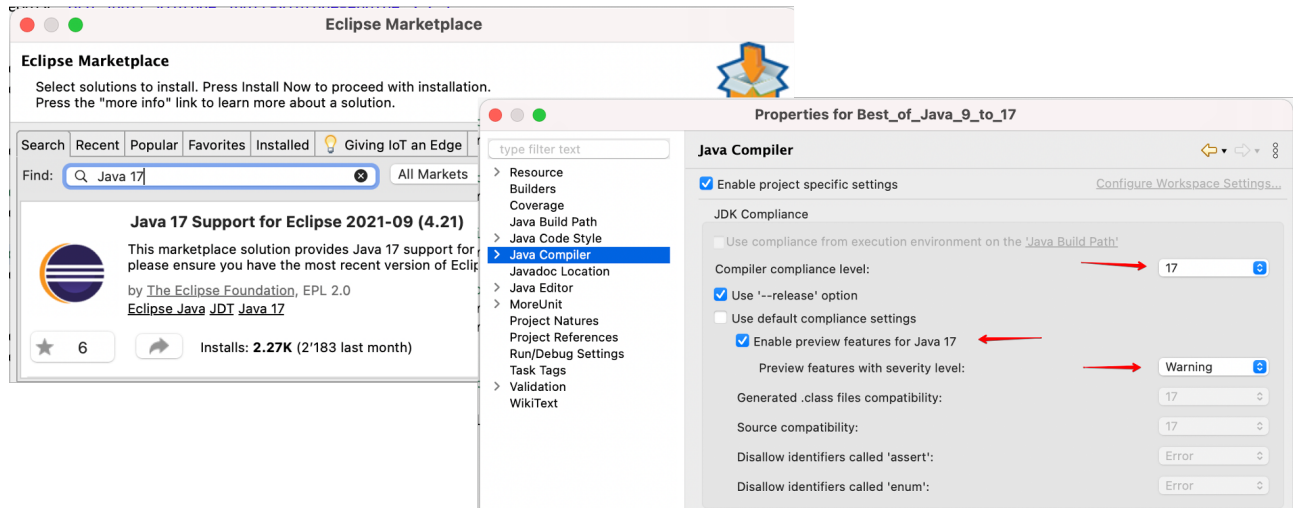 Eclipse Marketplace
Eclipse Marketplace
Select solutions to install. Press Install Now to proceed with installation.
Press the "more info" link to learn more about a solution.
Search Recent Popular Favorites Installed Giving IoT an Edge
Find: Java 17 All Markets
Java 17 Support for Eclipse 2021-09 (4.21)
This marketplace solution provides Java 17 support for
please ensure you have the most recent version of
by The Eclipse Foundation, EPL 2.0
Eclipse Java JDT Java 17
6 Installs: 2.27K (2'183 last month)
Properties for Best_of_Java_9_to_17
type filter text
Resource
Builders
Coverage
Java Build Path
Java Code Style
Java Compiler
Javadoc Location
Java Editor
MoreUnit
Project Natures
Project References
Run/Debug Settings
Task Tags
Validation
WikiText
Java Compiler
Enable project specific settings Configure Workspace Settings...
JDK Compliance
Use compliance from execution environment on the 'Java Build Path'
Compiler compliance level: 17
Use '--release' option
Use default compliance settings
Enable preview features for Java 17
Preview features with severity level: Warning
Generated .class files compatibility: 17
Source compatibility: 17
Disallow identifiers called 'assert': Error
Disallow identifiers called 'enum': Error